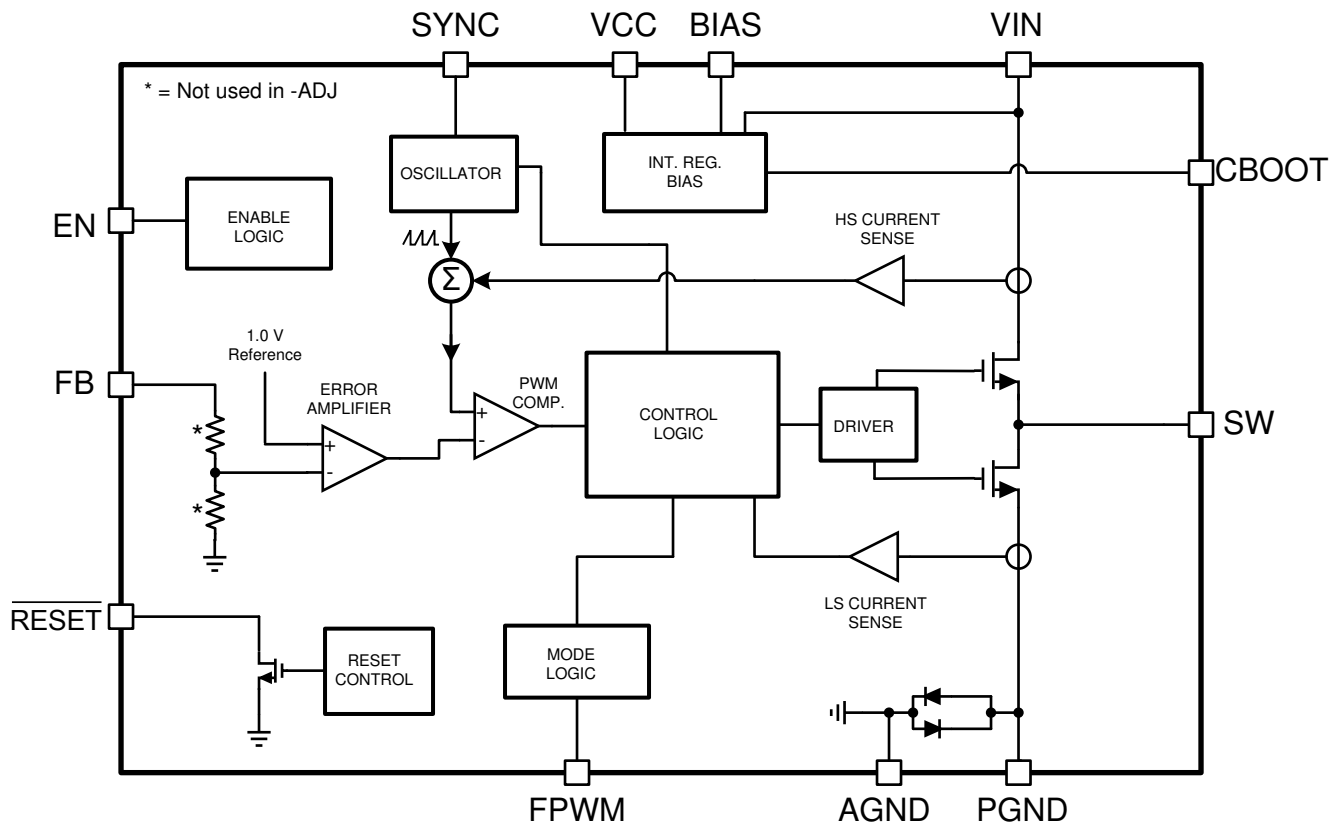 SYNC
VCC
BIAS
VIN
* = Not used in -ADJ
OSCILLATOR
INT. REG.
BIAS
CBOOT
EN
ENABLE
LOGIC
HS CURRENT
SENSE
Σ
1.0 V
Reference
FB
ERROR
AMPLIFIER
PWM
COMP.
+
-
+
-
*
*
CONTROL
LOGIC
DRIVER
SW
RESET
RESET
CONTROL
MODE
LOGIC
LS CURRENT
SENSE
FPWM
AGND
PGND